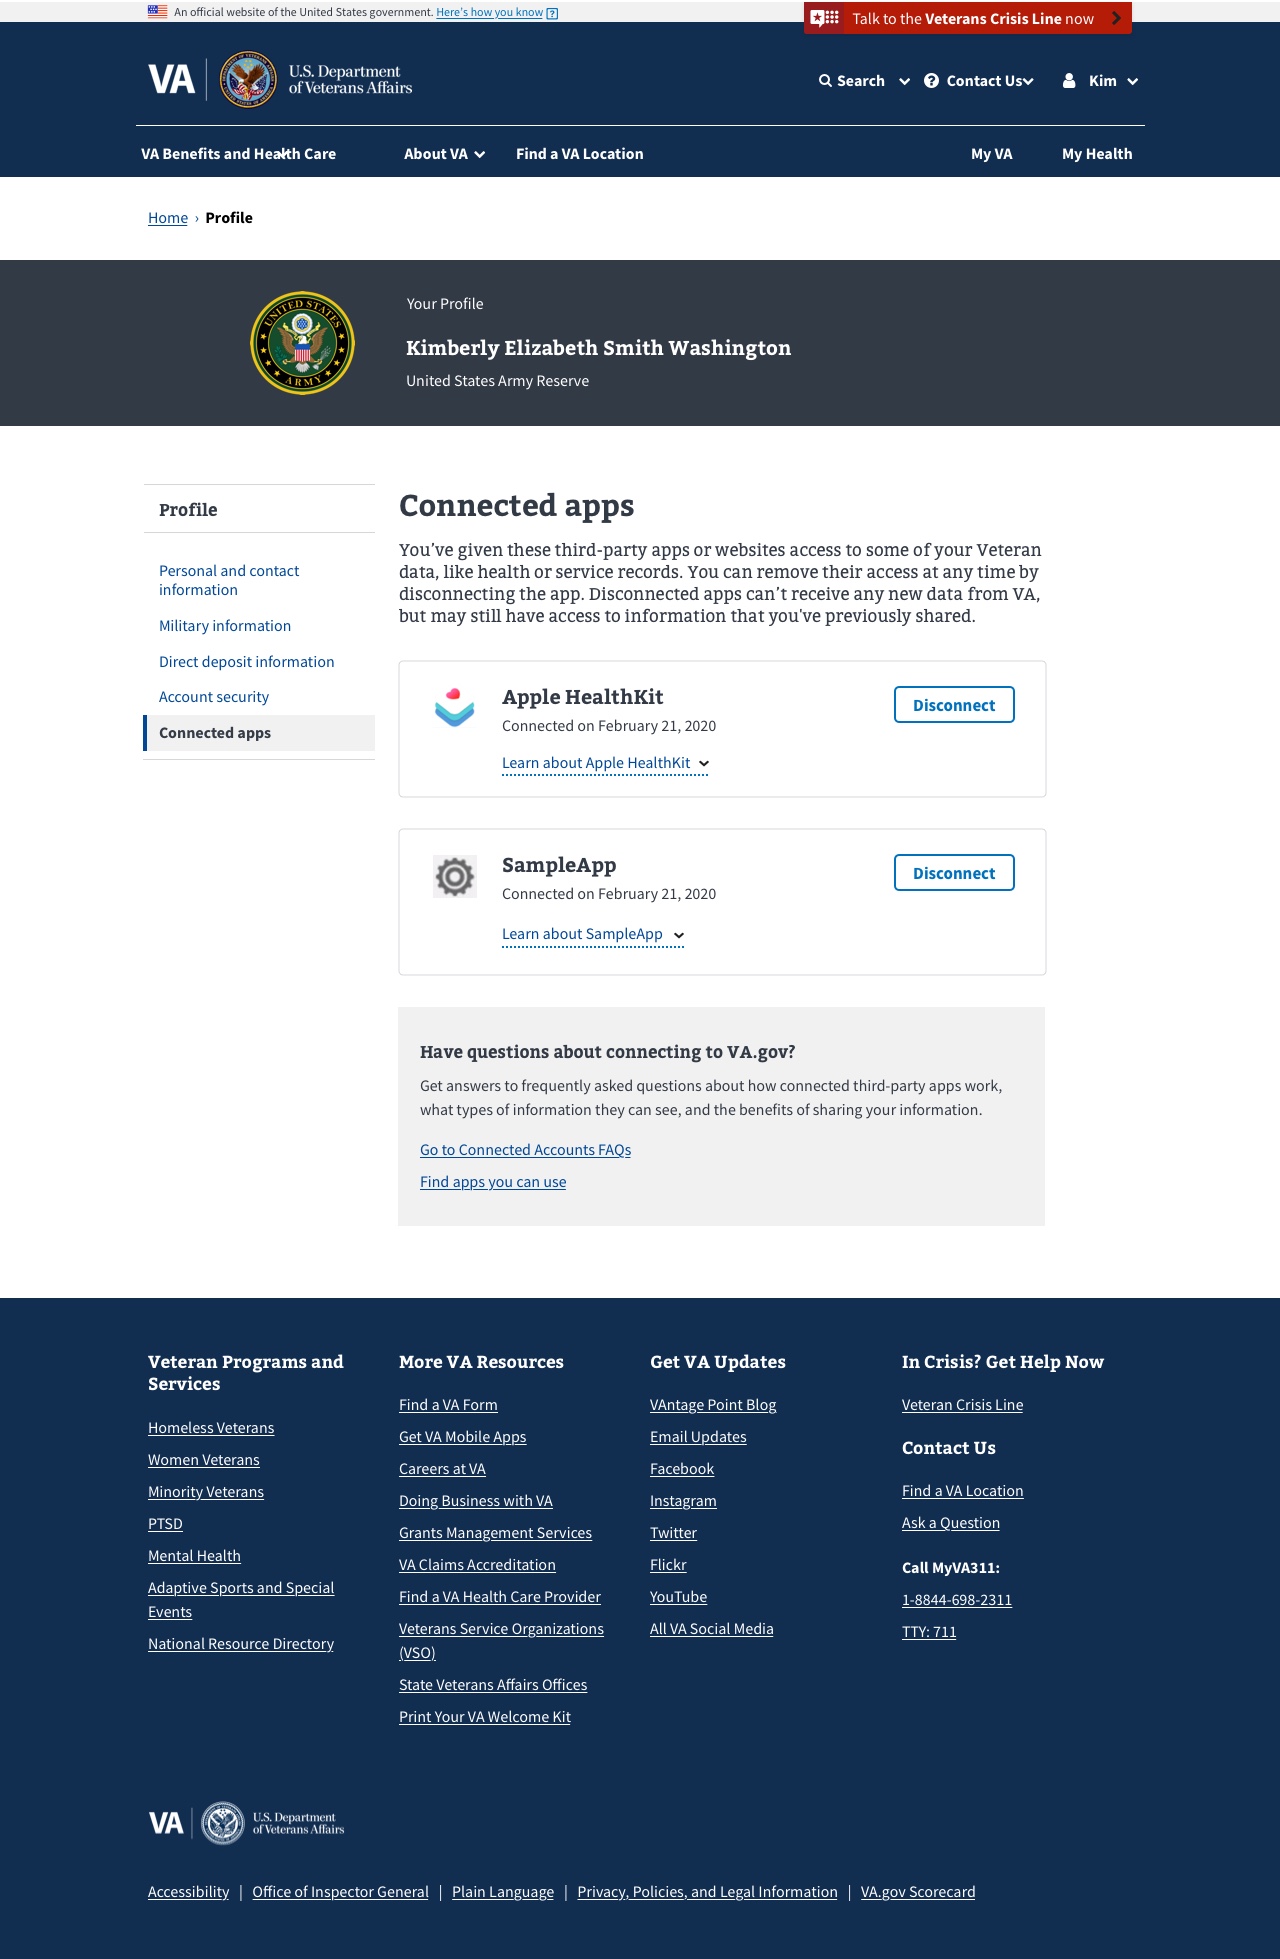 An official website of the United States government. Here's how you know
Talk to the Veterans Crisis Line now
VA
U.S. Department
of Veterans Affairs
Search
Contact Us
Kim
VA Benefits and Health Care
About VA
Find a VA Location
My VA
My Health
Home › Profile
UNITED STATES
ARMY
Your Profile
Kimberly Elizabeth Smith Washington
United States Army Reserve
Profile
Personal and contact
information
Military information
Direct deposit information
Account security
Connected apps
Connected apps
You’ve given these third-party apps or websites access to some of your Veteran
data, like health or service records. You can remove their access at any time by
disconnecting the app. Disconnected apps can’t receive any new data from VA,
but may still have access to information that you've previously shared.
Apple HealthKit
Disconnect
Connected on February 21, 2020
Learn about Apple HealthKit
SampleApp
Disconnect
Connected on February 21, 2020
Learn about SampleApp
Have questions about connecting to VA.gov?
Get answers to frequently asked questions about how connected third-party apps work,
what types of information they can see, and the benefits of sharing your information.
Go to Connected Accounts FAQs
Find apps you can use
Veteran Programs and
Services
Homeless Veterans
Women Veterans
Minority Veterans
PTSD
Mental Health
Adaptive Sports and Special
Events
National Resource Directory
More VA Resources
Find a VA Form
Get VA Mobile Apps
Careers at VA
Doing Business with VA
Grants Management Services
VA Claims Accreditation
Find a VA Health Care Provider
Veterans Service Organizations
(VSO)
State Veterans Affairs Offices
Print Your VA Welcome Kit
Get VA Updates
VAntage Point Blog
Email Updates
Facebook
Instagram
Twitter
Flickr
YouTube
All VA Social Media
In Crisis? Get Help Now
Veteran Crisis Line
Contact Us
Find a VA Location
Ask a Question
Call MyVA311:
1-8844-698-2311
TTY: 711
VA
U.S. Department
of Veterans Affairs
Accessibility | Office of Inspector General | Plain Language | Privacy, Policies, and Legal Information | VA.gov Scorecard